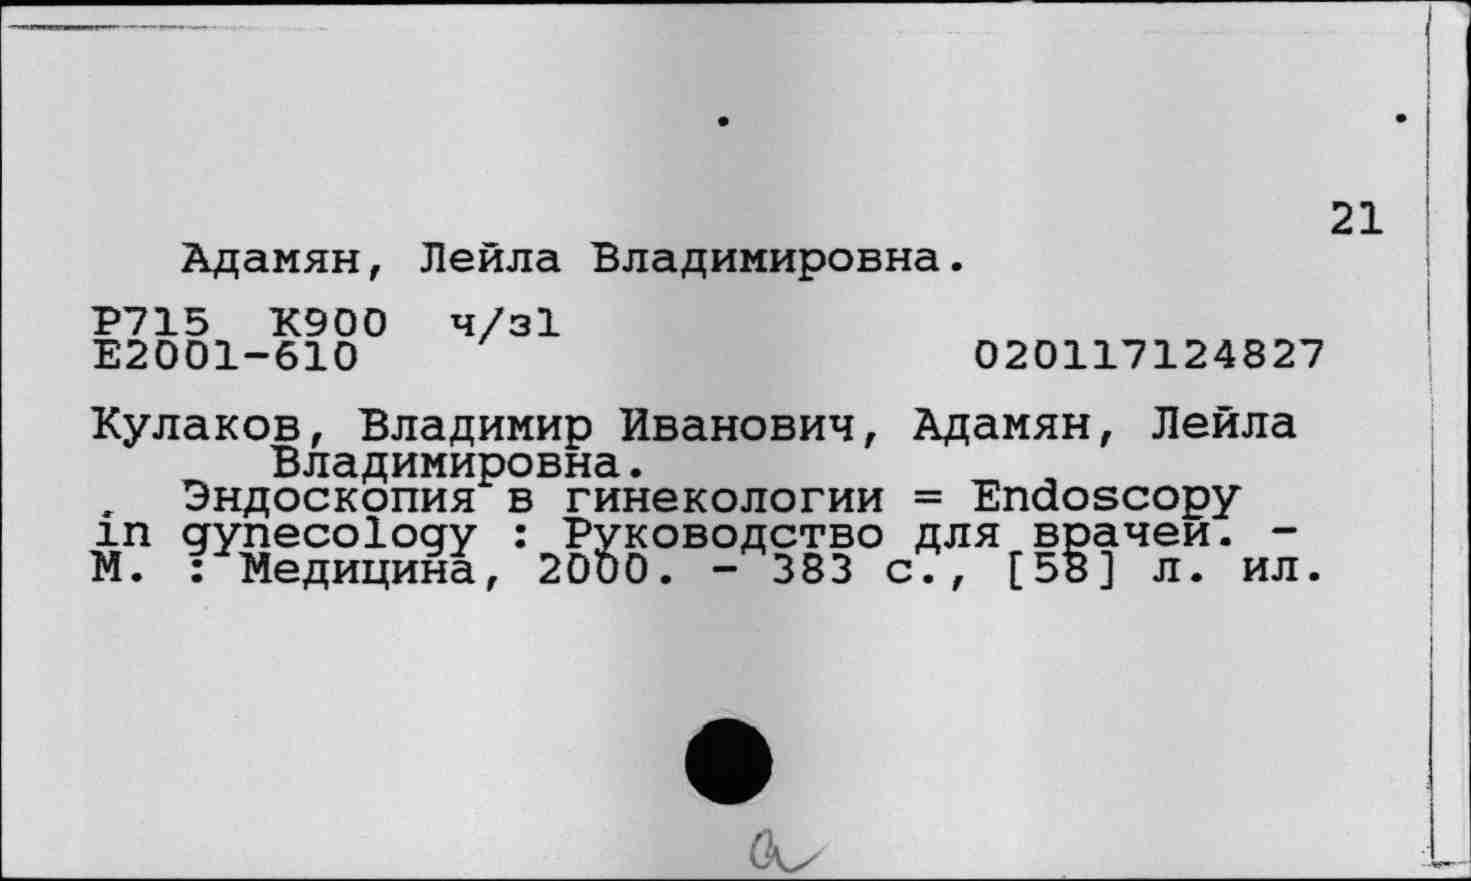 21
Адамян, Лейла Владимировна.
Р715 К900 ч/з1
Е2001-610 020117124827
Кулаков, Владимир Иванович, Адамян, Лейла
Владимировна.
Эндоскопия в гинекологии = Endoscopy
in gynecology : Руководство для врачей. -
М. : Медицина, 2000. - 383 с., [58] л. ил.